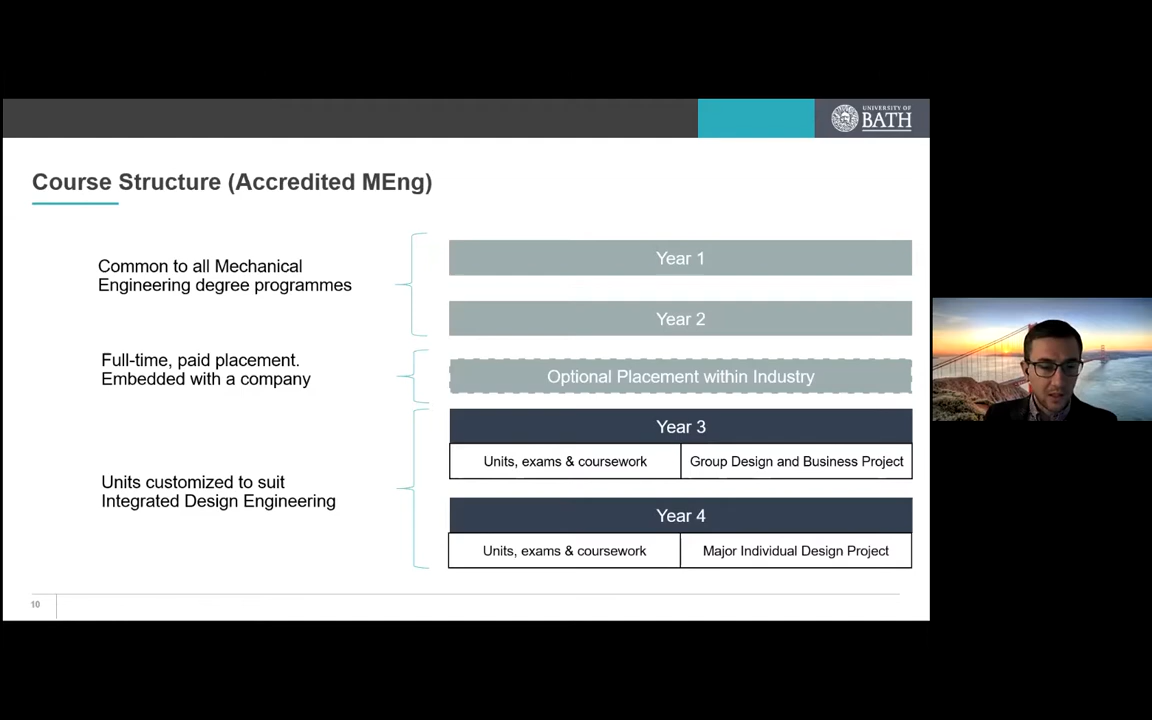 UNIVERSITY OF
BATH
Course Structure (Accredited MEng)
Common to all Mechanical
Engineering degree programmes
Year 1
Year 2
Full-time, paid placement.
Embedded with a company
Optional Placement within Industry
Units customized to suit
Integrated Design Engineering
Year 3
Units, exams & coursework
Group Design and Business Project
Year 4
Units, exams & coursework
Major Individual Design Project
10